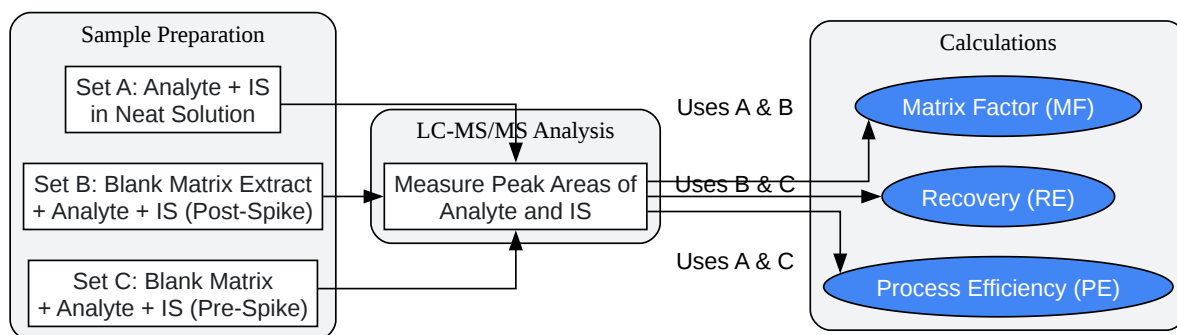 Sample Preparation
Set A: Analyte + IS
in Neat Solution
Set B: Blank Matrix Extract
+ Analyte + IS (Post-Spike)
Set C: Blank Matrix
+ Analyte + IS (Pre-Spike)
LC-MS/MS Analysis
Measure Peak Areas of
Analyte and IS
Uses A & B
Uses B & C
Uses A & C
Calculations
Matrix Factor (MF)
Recovery (RE)
Process Efficiency (PE)